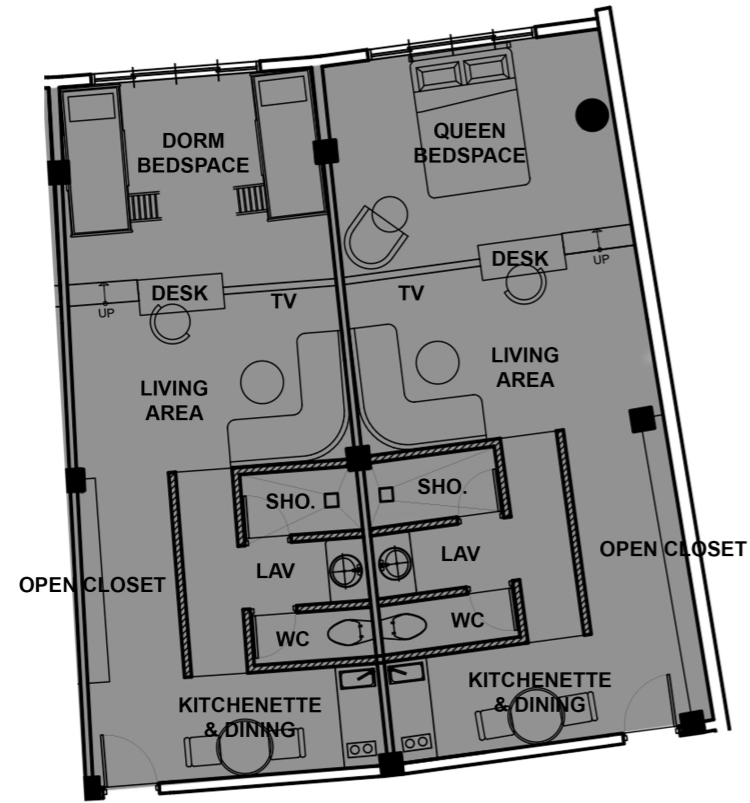 DORM
BEDSPACE
QUEEN
BEDSPACE
DESK
UP
TV
TV
DESK
UP
LIVING
AREA
LIVING
AREA
SHO.
SHO.
LAV
LAV
OPEN CLOSET
OPEN CLOSET
WC
WC
KITCHENETTE
& DINING
KITCHENETTE
& DINING